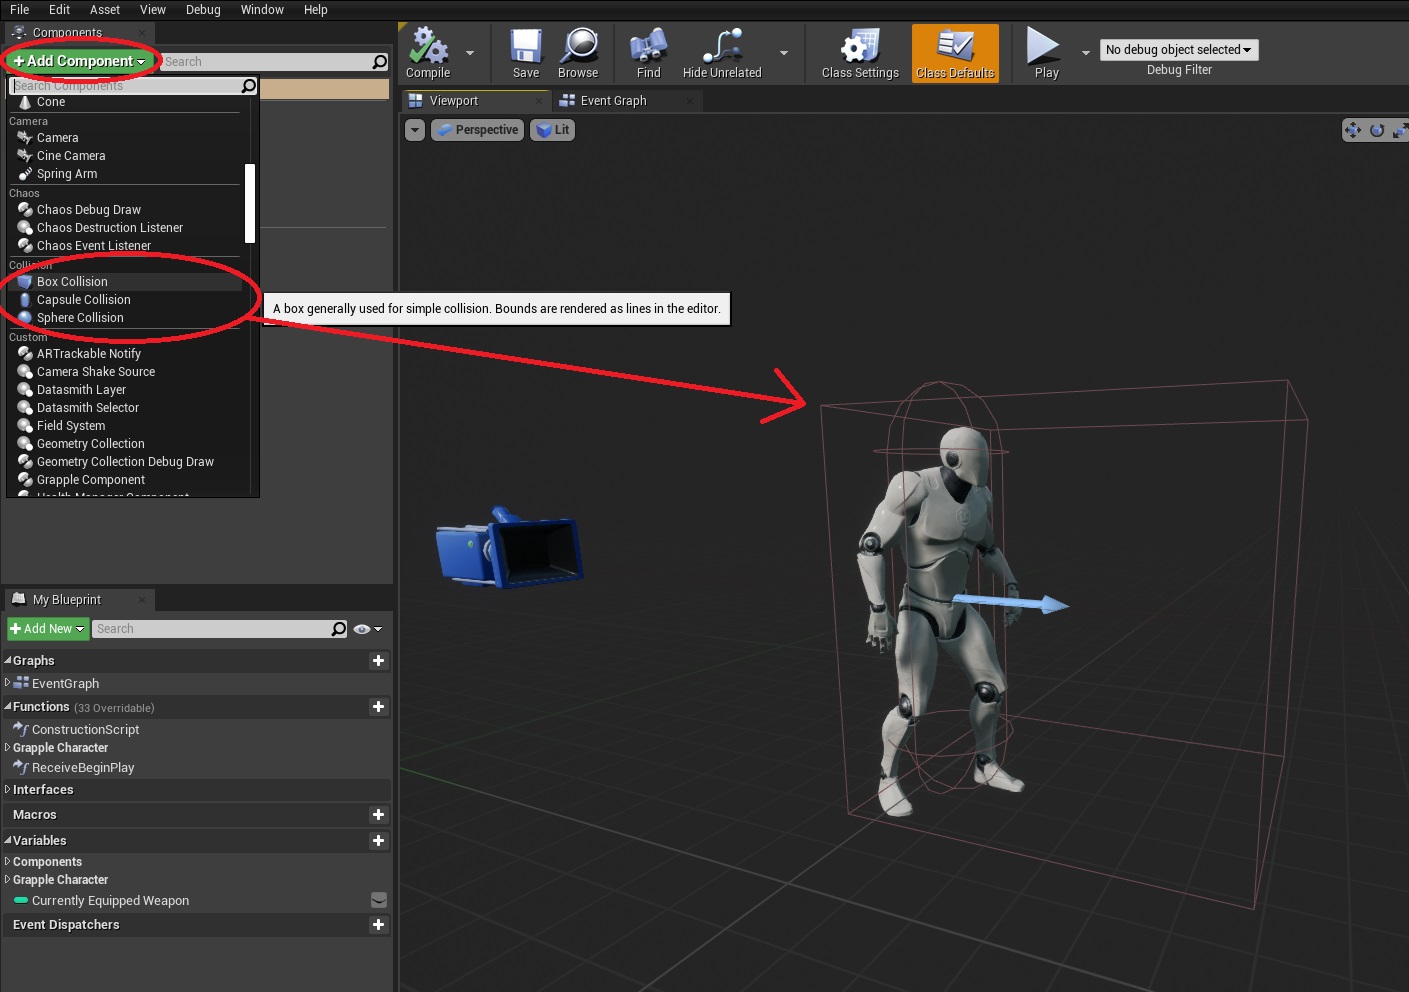 File Edit Asset View Debug Window Help
Components
Add Component
Search
Search Components
Cone
Camera
Camera
Cine Camera
Spring Arm
Chaos
Chaos Debug Draw
Chaos Destruction Listener
Chaos Event Listener
Collision
Box Collision
Capsule Collision
Sphere Collision
Custom
ARTrackable Notify
Camera Shake Source
Datasmith Layer
Datasmith Selector
Field System
Geometry Collection
Geometry Collection Debug Draw
Grapple Component
Health Manager Component
A box generally used for simple collision. Bounds are rendered as lines in the editor.
Compile
Save
Browse
Find
Hide Unrelated
Class Settings
Class Defaults
Play
No debug object selected
Debug Filter
Viewport
Event Graph
Perspective
Lit
My Blueprint
Add New
Search
Graphs
EventGraph
Functions (33 Overridable)
ConstructionScript
Grapple Character
ReceiveBeginPlay
Interfaces
Macros
Variables
Components
Grapple Character
Currently Equipped Weapon
Event Dispatchers